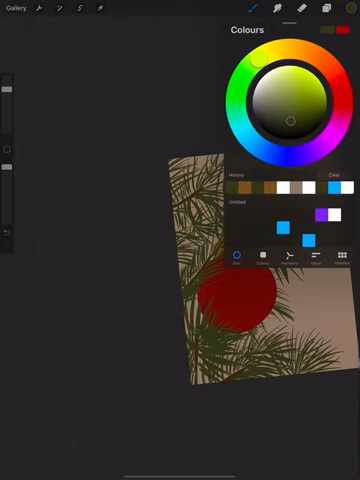 Gallery
Colours
History Clear
Untitled
Disc Classic Harmony Value Palettes